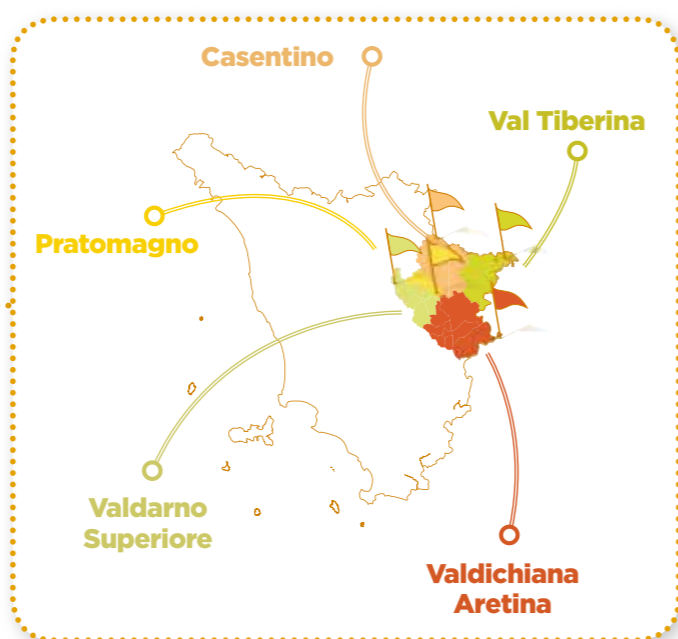 Casentino
Val Tiberina
Pratomagno
Valdarno
Superiore
Valdichiana
Aretina